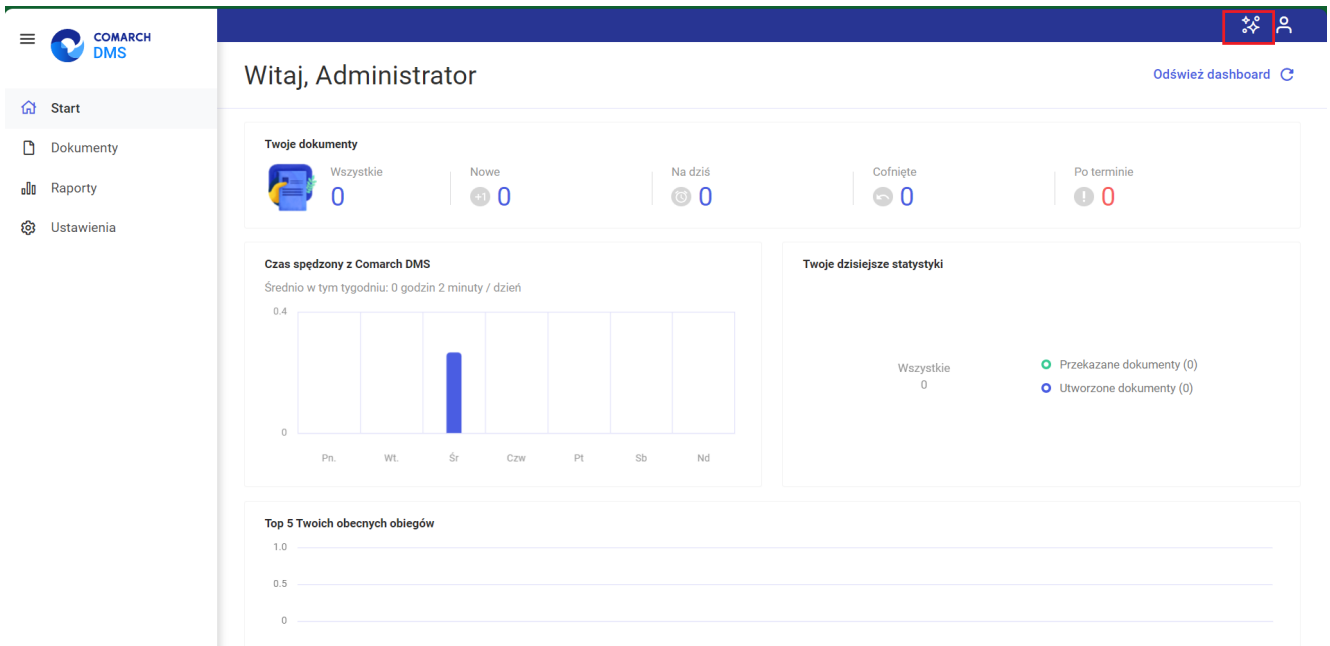 COMARCH
DMS
Witaj, Administrator
Odśwież dashboard
Start
Dokumenty
Raporty
Ustawienia
Twoje dokumenty
Wszystkie
0
Nowe
+1 0
Na dziś
0
Cofnięte
0
Po terminie
0
Czas spędzony z Comarch DMS
Średnio w tym tygodniu: 0 godzin 2 minuty / dzień
0.4
0
Pn. Wt. Śr Czw Pt Sb Nd
Twoje dzisiejsze statystyki
Wszystkie
0
Przekazane dokumenty (0)
Utworzone dokumenty (0)
Top 5 Twoich obecnych obiegów
1.0
0.5
0